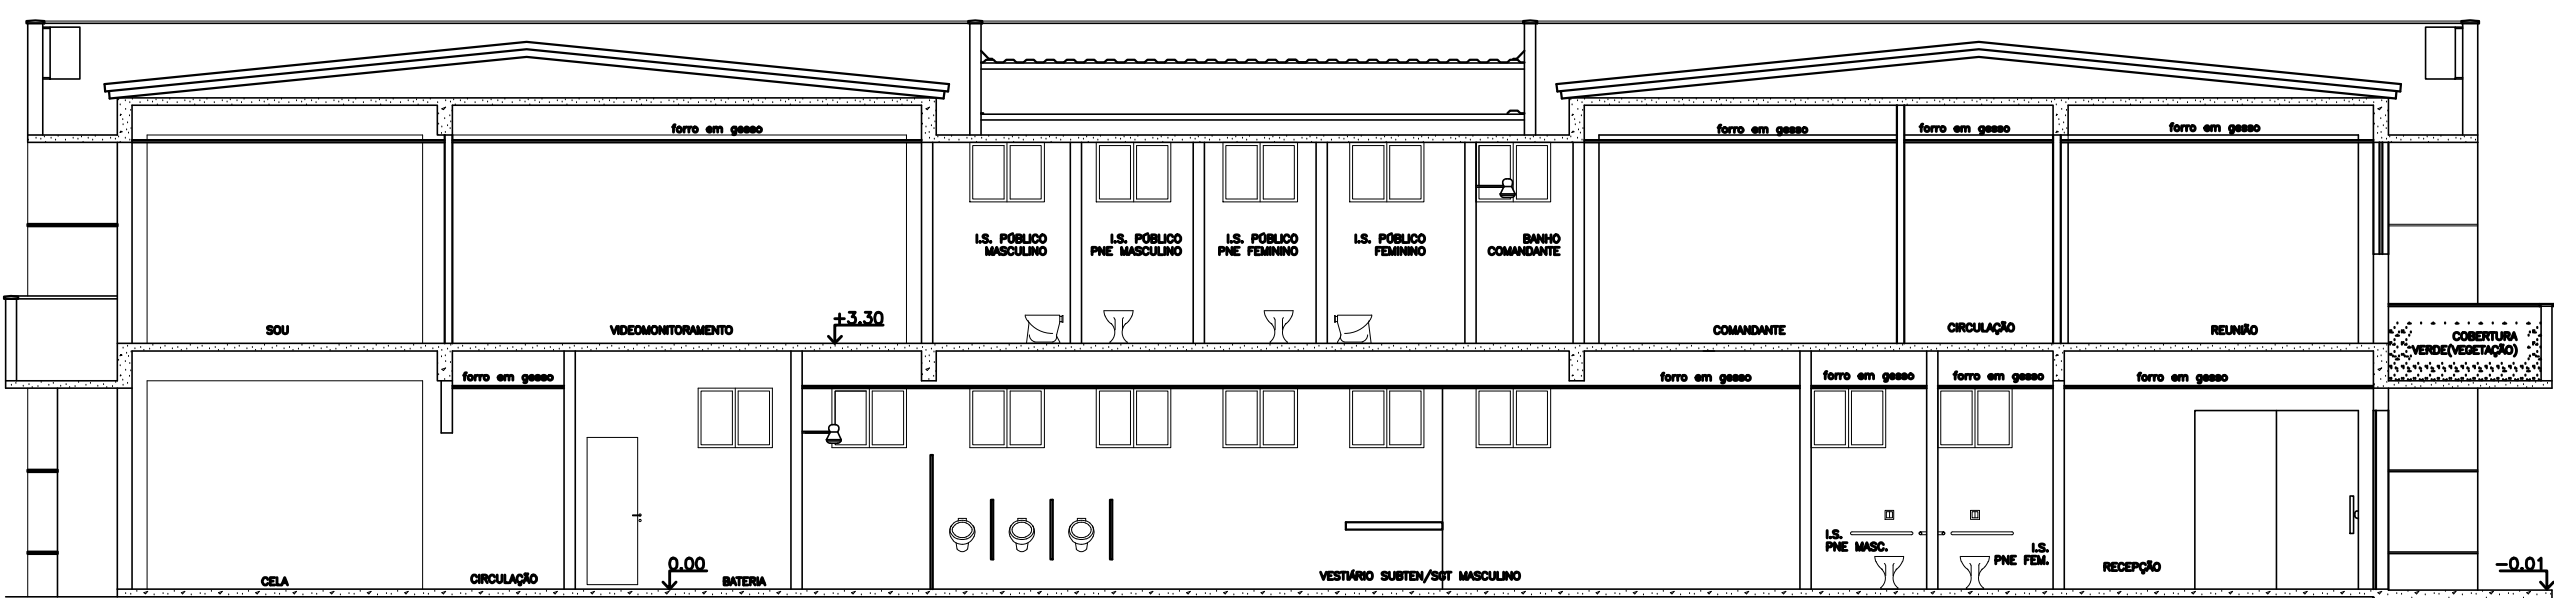 forro em gesso
forro em gesso
forro em gesso
forro em gesso
I.S. PÚBLICO
MASCULINO
I.S. PÚBLICO
PNE MASCULINO
I.S. PÚBLICO
PNE FEMININO
I.S. PÚBLICO
FEMININO
BANHO
COMANDANTE
SOU
VIDEOMONITORAMENTO
+3.30
COMANDANTE
CIRCULAÇÃO
REUNIÃO
COBERTURA
VERDE(VEGETAÇÃO)
forro em gesso
forro em gesso
forro em gesso
forro em gesso
forro em gesso
CELA
CIRCULAÇÃO
0.00
BATERIA
VESTIÁRIO SUBTEN/SGT MASCULINO
I.S.
PNE MASC.
I.S.
PNE FEM.
RECEPÇÃO
-0.01